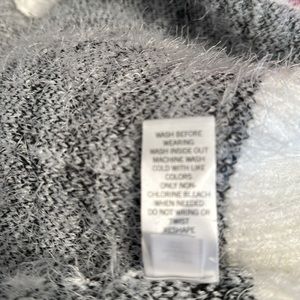 WASH BEFORE
WEARING
WASH INSIDE OUT
MACHINE WASH
COLD WITH LIKE
COLORS
ONLY NON-
CHLORINE BLEACH
WHEN NEEDED
DO NOT WRING OR
TWIST
RESHAPE